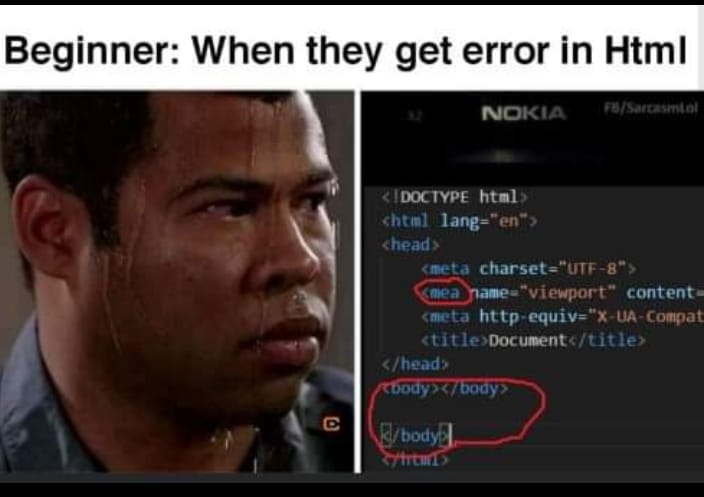 Beginner: When they get error in Html
NOKIA
FB/SarcasmLol
<!DOCTYPE html>
<html lang="en">
<head>
<meta charset="UTF-8">
<mea name="viewport" content=
<meta http-equiv="X-UA-Compat
<title>Document</title>
</head>
<body></body>
</body>
</html>